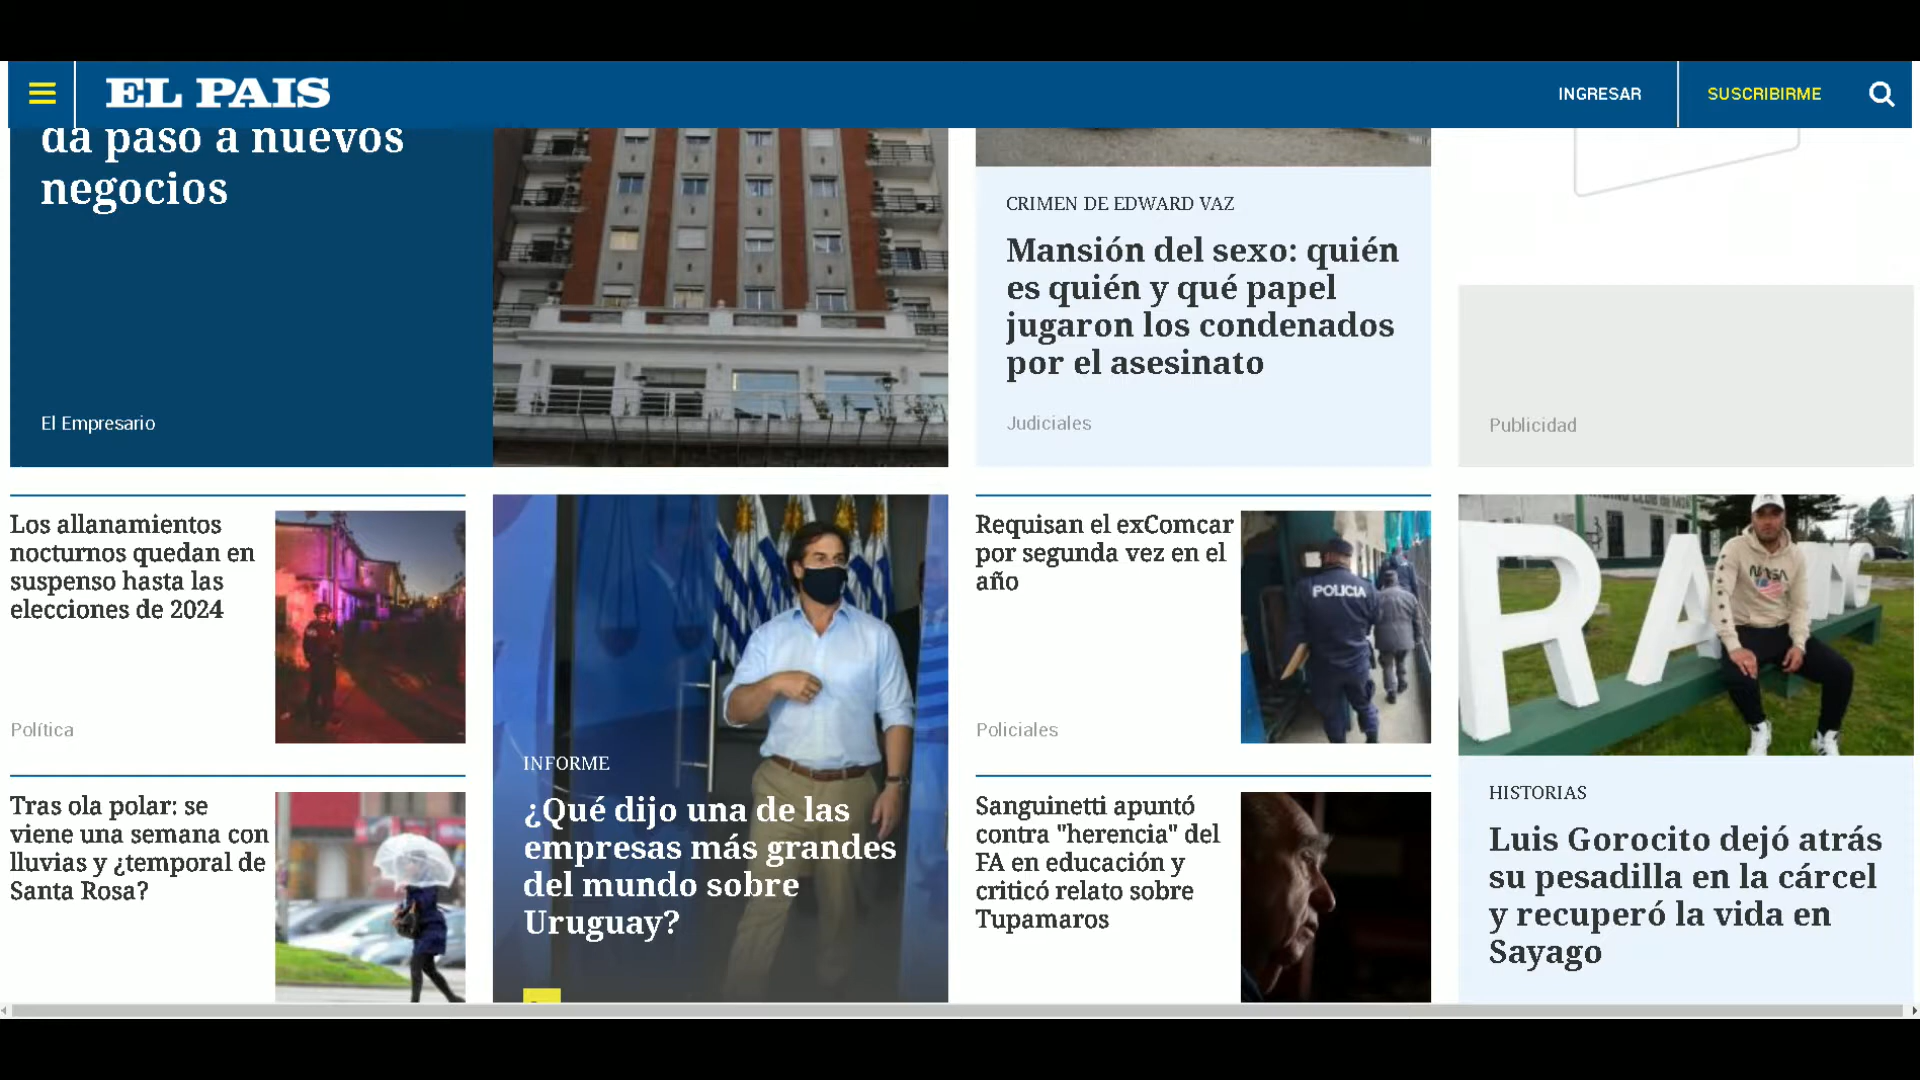 EL PAIS
INGRESAR
SUSCRIBIRME
da paso a nuevos
negocios
El Empresario
CRIMEN DE EDWARD VAZ
Mansión del sexo: quién
es quién y qué papel
jugaron los condenados
por el asesinato
Judiciales
Publicidad
Los allanamientos
nocturnos quedan en
suspenso hasta las
elecciones de 2024
Política
INFORME
¿Qué dijo una de las
empresas más grandes
del mundo sobre
Uruguay?
Requisan el exComcar
por segunda vez en el
año
POLICIA
Policiales
RA
NASA
HISTORIAS
Luis Gorocito dejó atrás
su pesadilla en la cárcel
y recuperó la vida en
Sayago
Tras ola polar: se
viene una semana con
lluvias y ¿temporal de
Santa Rosa?
Sanguinetti apuntó
contra "herencia" del
FA en educación y
criticó relato sobre
Tupamaros